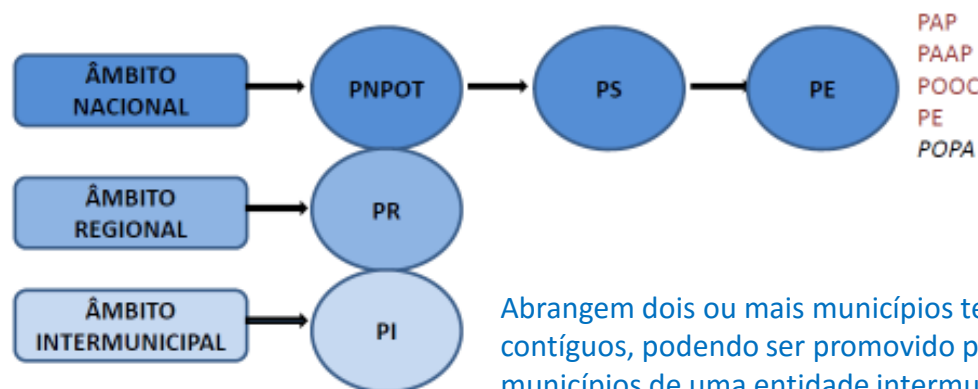 ÂMBITO
NACIONAL
PNPOT
PS
PE
PAP
PAAP
POOC
PE
POPA
ÂMBITO
REGIONAL
PR
ÂMBITO
INTERMUNICIPAL
PI
Abrangem dois ou mais municípios
contíguos, podendo ser promovido
municípios de uma entidade